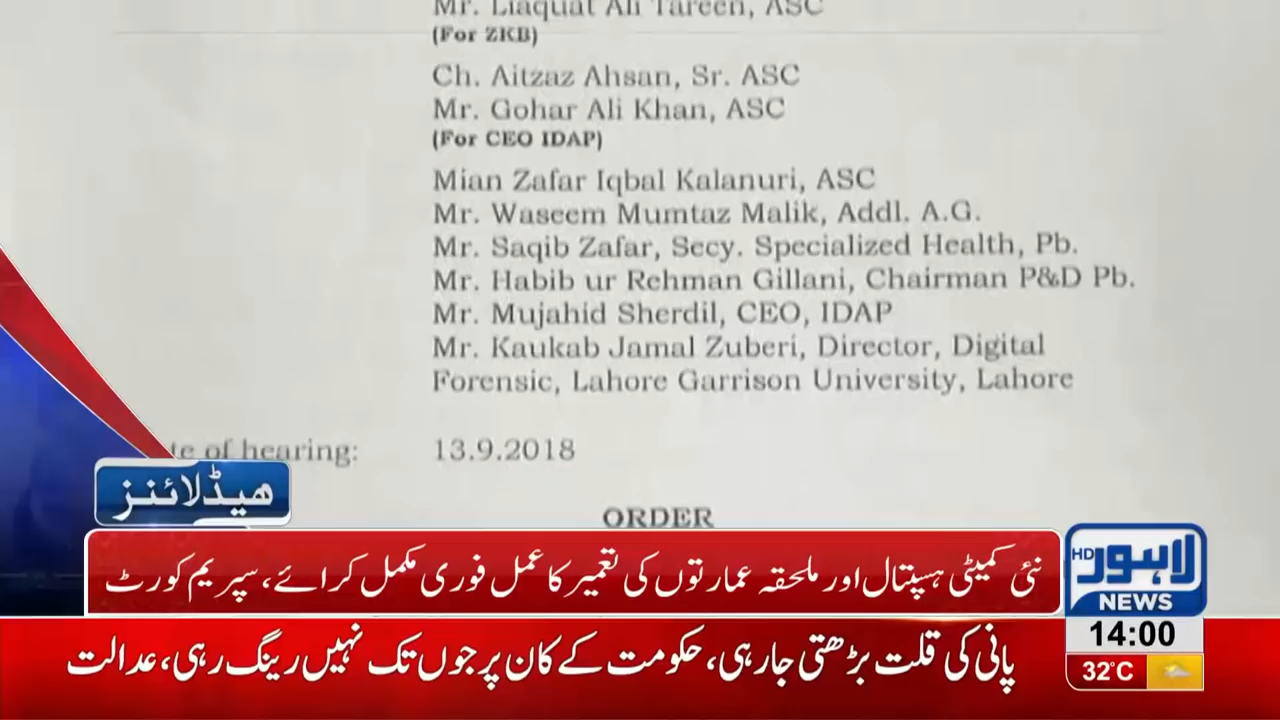 Mr. Liaquat Ali Tareen, ASC
(For ZKB)
Ch. Aitzaz Ahsan, Sr. ASC
Mr. Gohar Ali Khan, ASC
(For CEO IDAP)
Mian Zafar Iqbal Kalanuri, ASC
Mr. Waseem Mumtaz Malik, Addl. A.G.
Mr. Saqib Zafar, Secy. Specialized Health, Pb.
Mr. Habib ur Rehman Gillani, Chairman P&D Pb.
Mr. Mujahid Sherdil, CEO, IDAP
Mr. Kaukab Jamal Zuberi, Director, Digital
Forensic, Lahore Garrison University, Lahore
te of hearing: 13.9.2018
ORDER
ھیڈلائنز
نئی کمیٹی ہسپتال اور ملحقہ عمارتوں کی تعمیر کا عمل فوری مکمل کرائے، سپریم کورٹ
لاہور HD
NEWS
14:00
32°C
پانی کی قلت بڑھتی جارہی، حکومت کے کان پر جوں تک نہیں رینگ رہی، عدالت